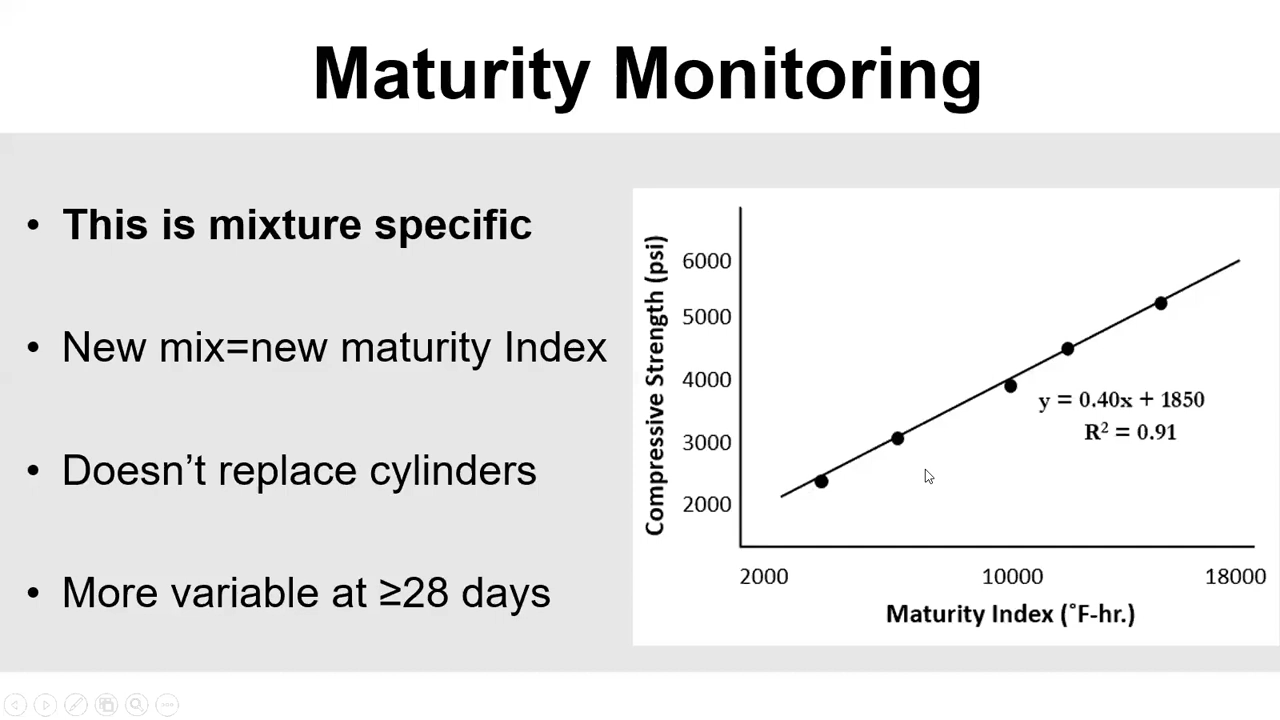 Maturity Monitoring
• This is mixture specific
• New mix=new maturity Index
• Doesn’t replace cylinders
• More variable at ≥28 days
Compressive Strength (psi)
6000
5000
4000
3000
2000
y = 0.40x + 1850
R² = 0.91
2000 10000 18000
Maturity Index (˚F-hr.)